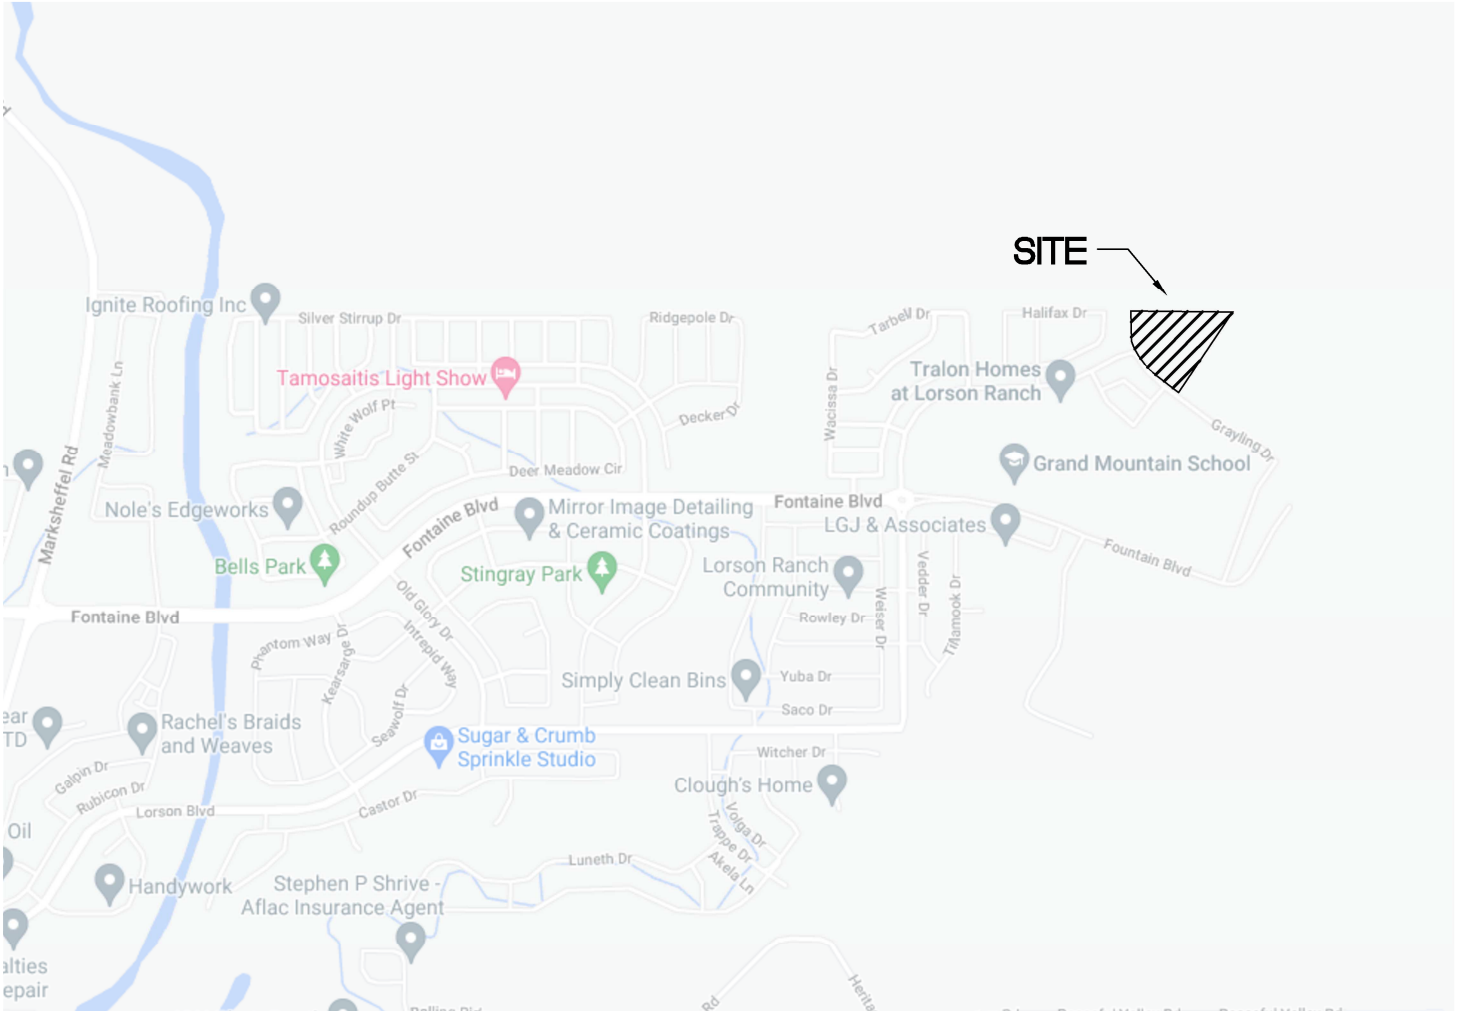 SITE
Ignite Roofing Inc
Silver Stirrup Dr
Ridgepole Dr
Tarbell Dr
Halifax Dr
Meadowbank Ln
Tamosaitis Light Show
Tralon Homes
at Lorson Ranch
Wacissa Dr
White Wolf Pt
Decker Dr
Grayling Dr
Marksheffel Rd
Roundup Butte St
Deer Meadow Cir
Grand Mountain School
Nole's Edgeworks
Fontaine Blvd
Mirror Image Detailing
& Ceramic Coatings
Fontaine Blvd
LGJ & Associates
Bells Park
Stingray Park
Lorson Ranch
Community
Vedder Dr
Fountain Blvd
Fontaine Blvd
Old Glory Dr
Rowley Dr
Weiser Dr
Tillamook Dr
Phantom Way
Kearsarge Dr
Intrepid Way
Simply Clean Bins
Yuba Dr
Saco Dr
Seawolf Dr
ear
TD
Rachel's Braids
and Weaves
Sugar & Crumb
Sprinkle Studio
Witcher Dr
Galpin Dr
Rubicon Dr
Lorson Blvd
Castor Dr
Clough's Home
Oil
Volga Dr
Trappe Dr
Akela Ln
Luneth Dr
Handywork
Stephen P Shrive -
Aflac Insurance Agent
alties
epair
Rd
Herita